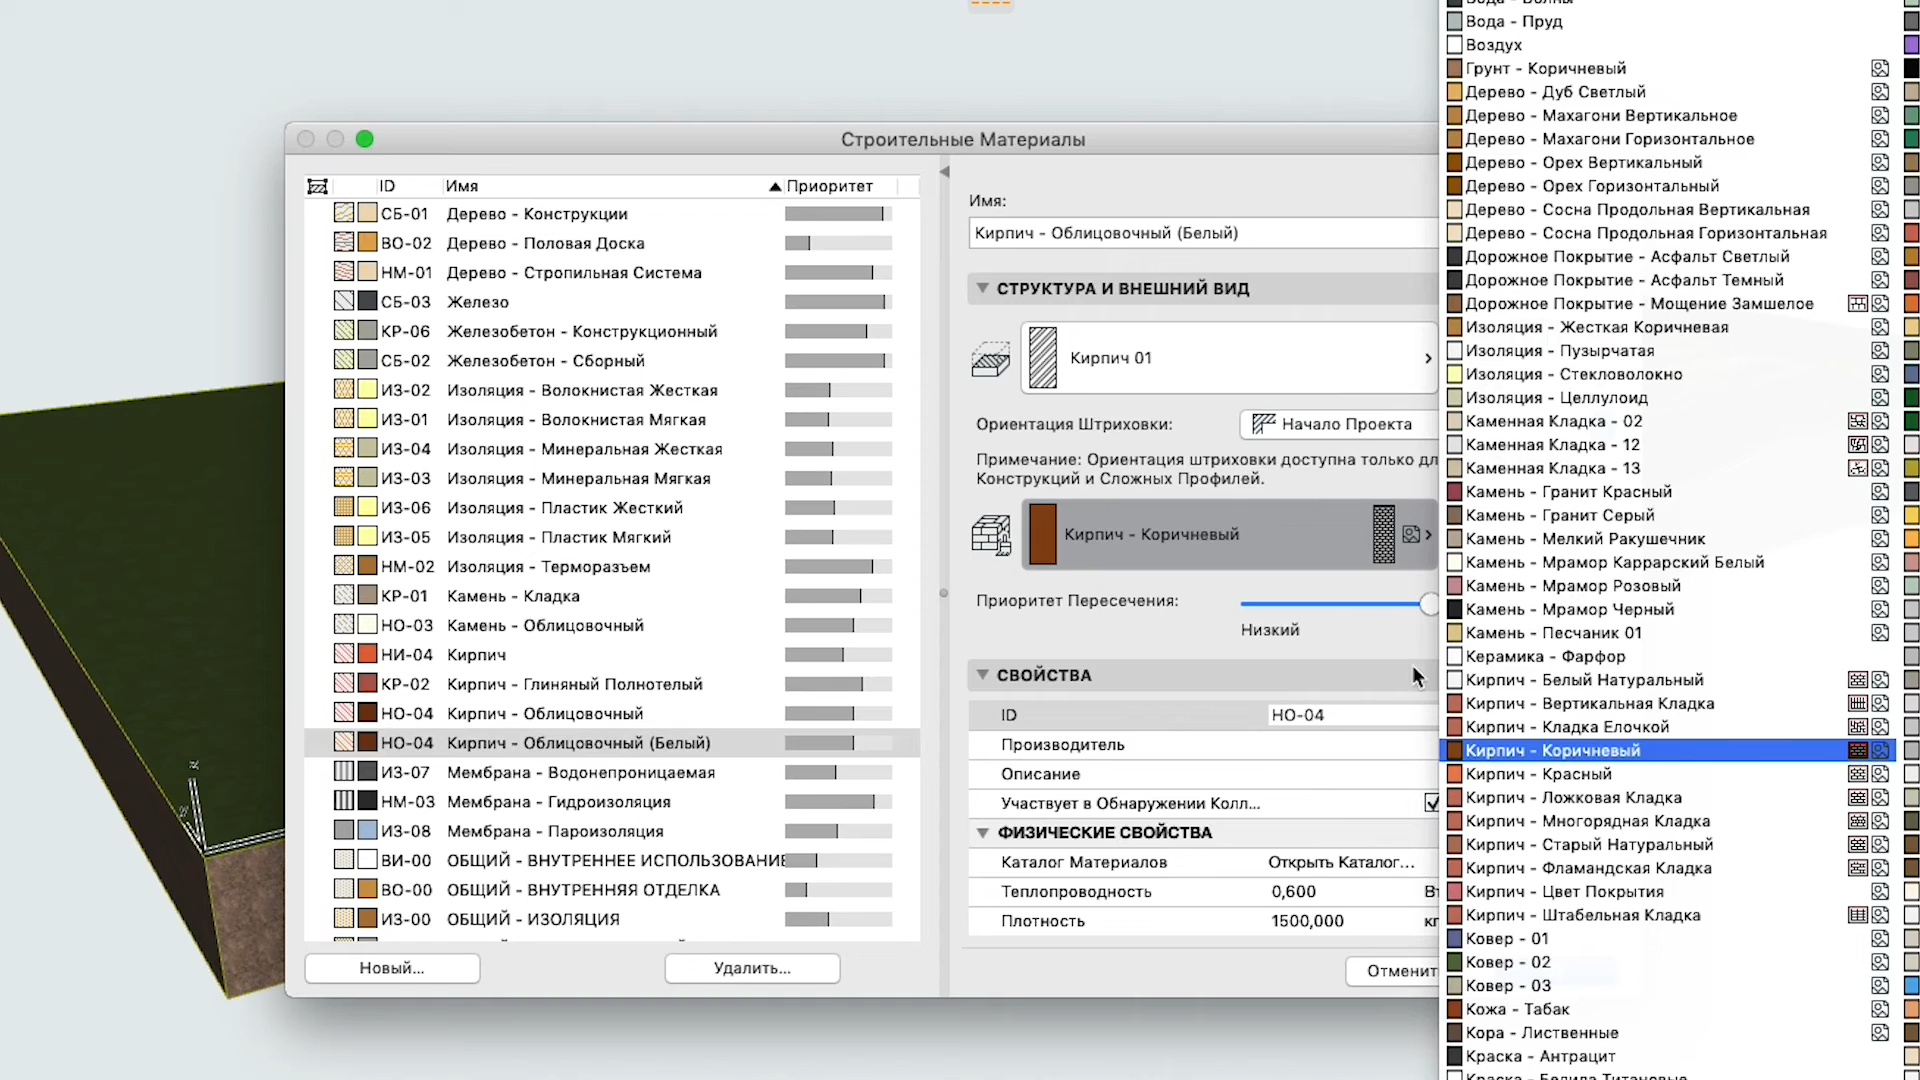 Строительные Материалы
ID Имя Приоритет
СБ-01 Дерево - Конструкции
ВО-02 Дерево - Половая Доска
НМ-01 Дерево - Стропильная Система
СБ-03 Железо
КР-06 Железобетон - Конструкционный
СБ-02 Железобетон - Сборный
ИЗ-02 Изоляция - Волокнистая Жесткая
ИЗ-01 Изоляция - Волокнистая Мягкая
ИЗ-04 Изоляция - Минеральная Жесткая
ИЗ-03 Изоляция - Минеральная Мягкая
ИЗ-06 Изоляция - Пластик Жесткий
ИЗ-05 Изоляция - Пластик Мягкий
НМ-02 Изоляция - Терморазъем
КР-01 Камень - Кладка
НО-03 Камень - Облицовочный
НИ-04 Кирпич
КР-02 Кирпич - Глиняный Полнотелый
НО-04 Кирпич - Облицовочный
НО-04 Кирпич - Облицовочный (Белый)
ИЗ-07 Мембрана - Водонепроницаемая
НМ-03 Мембрана - Гидроизоляция
ИЗ-08 Мембрана - Пароизоляция
ВИ-00 ОБЩИЙ - ВНУТРЕННЕЕ ИСПОЛЬЗОВАНИЕ
ВО-00 ОБЩИЙ - ВНУТРЕННЯЯ ОТДЕЛКА
ИЗ-00 ОБЩИЙ - ИЗОЛЯЦИЯ
Новый...
Удалить...
Имя:
Кирпич - Облицовочный (Белый)
СТРУКТУРА И ВНЕШНИЙ ВИД
Кирпич 01
Ориентация Штриховки:
Начало Проекта
Примечание: Ориентация штриховки доступна только дл
Конструкций и Сложных Профилей.
Кирпич - Коричневый
Приоритет Пересечения:
Низкий
СВОЙСТВА
ID НО-04
Производитель
Описание
Участвует в Обнаружении Колл...
ФИЗИЧЕСКИЕ СВОЙСТВА
Каталог Материалов Открыть Каталог...
Теплопроводность 0,600 Вт
Плотность 1500,000 кг
Отменит
Вода - Волны
Вода - Пруд
Воздух
Грунт - Коричневый
Дерево - Дуб Светлый
Дерево - Махагони Вертикальное
Дерево - Махагони Горизонтальное
Дерево - Орех Вертикальный
Дерево - Орех Горизонтальный
Дерево - Сосна Продольная Вертикальная
Дерево - Сосна Продольная Горизонтальная
Дорожное Покрытие - Асфальт Светлый
Дорожное Покрытие - Асфальт Темный
Дорожное Покрытие - Мощение Замшелое
Изоляция - Жесткая Коричневая
Изоляция - Пузырчатая
Изоляция - Стекловолокно
Изоляция - Целлулоид
Каменная Кладка - 02
Каменная Кладка - 12
Каменная Кладка - 13
Камень - Гранит Красный
Камень - Гранит Серый
Камень - Мелкий Ракушечник
Камень - Мрамор Каррарский Белый
Камень - Мрамор Розовый
Камень - Мрамор Черный
Камень - Песчаник 01
Керамика - Фарфор
Кирпич - Белый Натуральный
Кирпич - Вертикальная Кладка
Кирпич - Кладка Елочкой
Кирпич - Коричневый
Кирпич - Красный
Кирпич - Ложковая Кладка
Кирпич - Многорядная Кладка
Кирпич - Старый Натуральный
Кирпич - Фламандская Кладка
Кирпич - Цвет Покрытия
Кирпич - Штабельная Кладка
Ковер - 01
Ковер - 02
Ковер - 03
Кожа - Табак
Кора - Лиственные
Краска - Антрацит
Краска - Белила Титановые